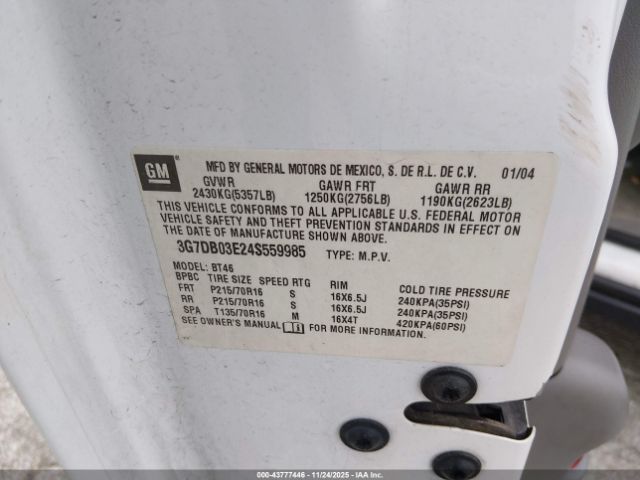 GM
MFD BY GENERAL MOTORS DE MEXICO, S. DE R.L. DE C.V. 01/04
GVWR GAWR FRT GAWR RR
2430KG(5357LB) 1250KG(2756LB) 1190KG(2623LB)
THIS VEHICLE CONFORMS TO ALL APPLICABLE U.S. FEDERAL MOTOR
VEHICLE SAFETY AND THEFT PREVENTION STANDARDS IN EFFECT ON
THE DATE OF MANUFACTURE SHOWN ABOVE.
3G7DB03E24S559985 TYPE: M.P.V.
MODEL: BT46
BPBC TIRE SIZE SPEED RTG RIM COLD TIRE PRESSURE
FRT P215/70R16 S 16X6.5J 240KPA(35PSI)
RR P215/70R16 S 16X6.5J 240KPA(35PSI)
SPA T135/70R16 M 16X4T 420KPA(60PSI)
SEE OWNER'S MANUAL FOR MORE INFORMATION.
000-43777446 - 11/24/2025 - IAAI.COM